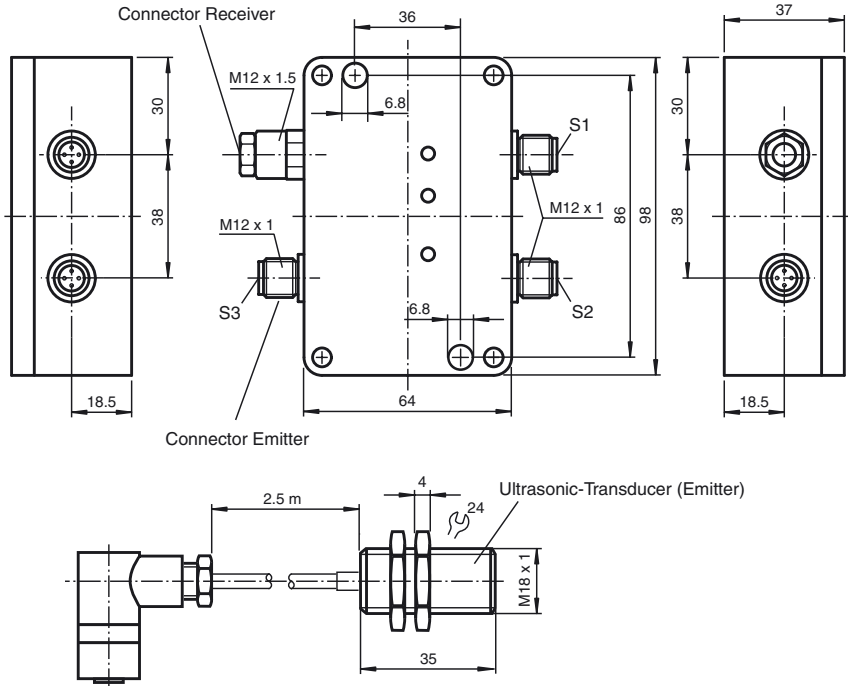 Connector Receiver
36
37
M12 x 1.5
30
6.8
30
S1
M12 x 1
38
86
98
38
M12 x 1
S3
6.8
S2
18.5
64
18.5
Connector Emitter
2.5 m
4
24
Ultrasonic-Transducer (Emitter)
M18 x 1
35